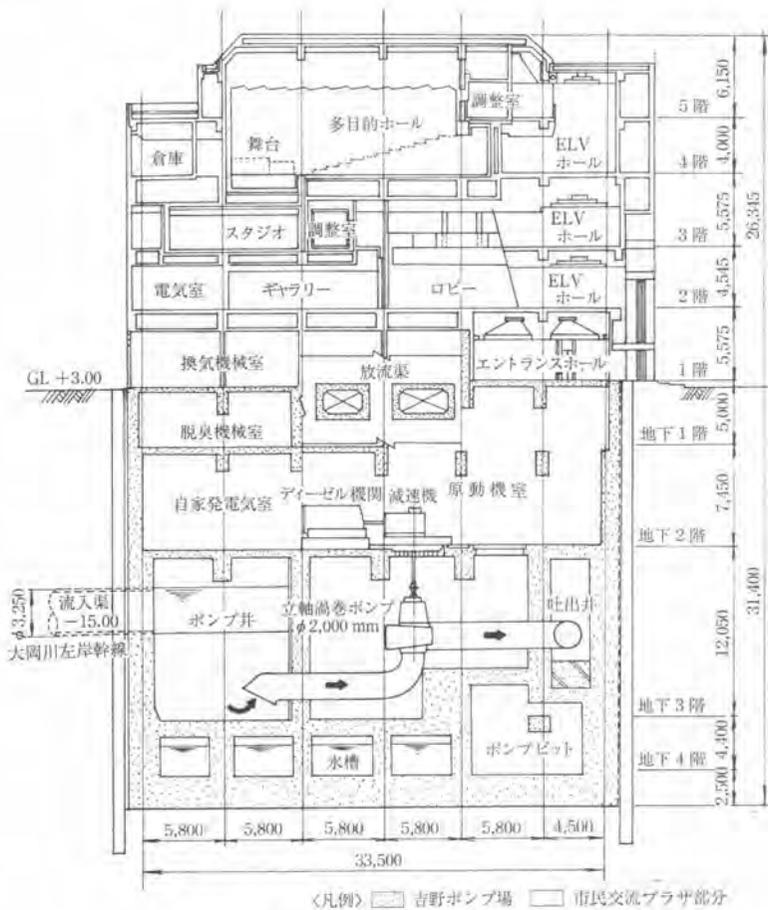 調整室
多目的ホール
舞台
倉庫
ELV
ホール
ELV
ホール
調整室
スタジオ
電気室
ギャラリー
ロビー
ELV
ホール
換気機械室
放流渠
エントランスホール
GL +3.00
脱臭機械室
ディーゼル機関
減速機
原動機室
自家発電気室
流入渠
-15.00
φ3,250
大岡川左岸幹線
ポンプ井
立軸渦巻ポンプ
φ2,000 mm
吐出井
水槽
ポンプピット
5階
4階
3階
2階
1階
地下1階
地下2階
地下3階
地下4階
6,150
4,000
5,575
4,545
5,575
5,000
7,450
12,050
4,400
2,500
26,345
31,400
5,800
5,800
5,800
5,800
5,800
4,500
33,500
〈凡例〉 吉野ポンプ場 市民交流プラザ部分